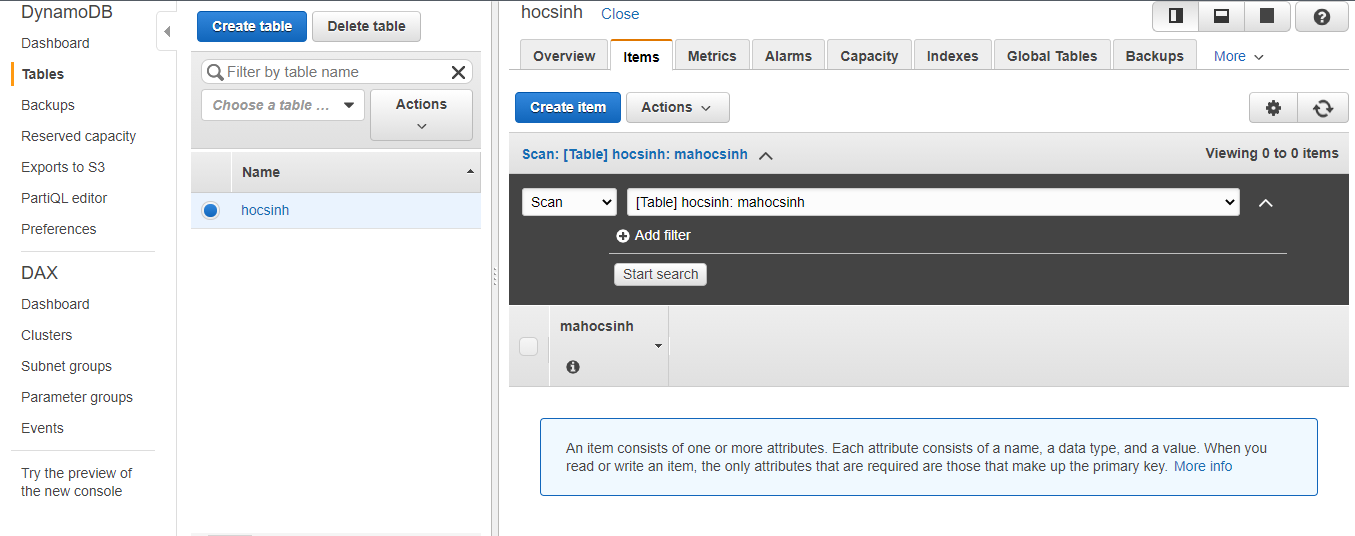 DynamoDB
Dashboard
Tables
Backups
Reserved capacity
Exports to S3
PartiQL editor
Preferences
DAX
Dashboard
Clusters
Subnet groups
Parameter groups
Events
Try the preview of
the new console
Create table
Delete table
Filter by table name
Choose a table ...
Actions
Name
hocsinh
hocsinh
Close
Overview
Items
Metrics
Alarms
Capacity
Indexes
Global Tables
Backups
More
Create item
Actions
Scan: [Table] hocsinh: mahocsinh
Viewing 0 to 0 items
Scan
[Table] hocsinh: mahocsinh
Add filter
Start search
mahocsinh
An item consists of one or more attributes. Each attribute consists of a name, a data type, and a value. When you
read or write an item, the only attributes that are required are those that make up the primary key. More info